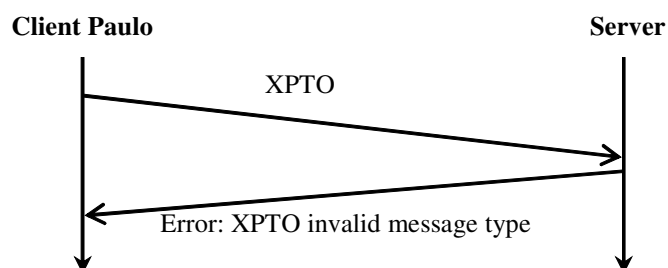 Client Paulo
Server
XPTO
Error: XPTO invalid message type